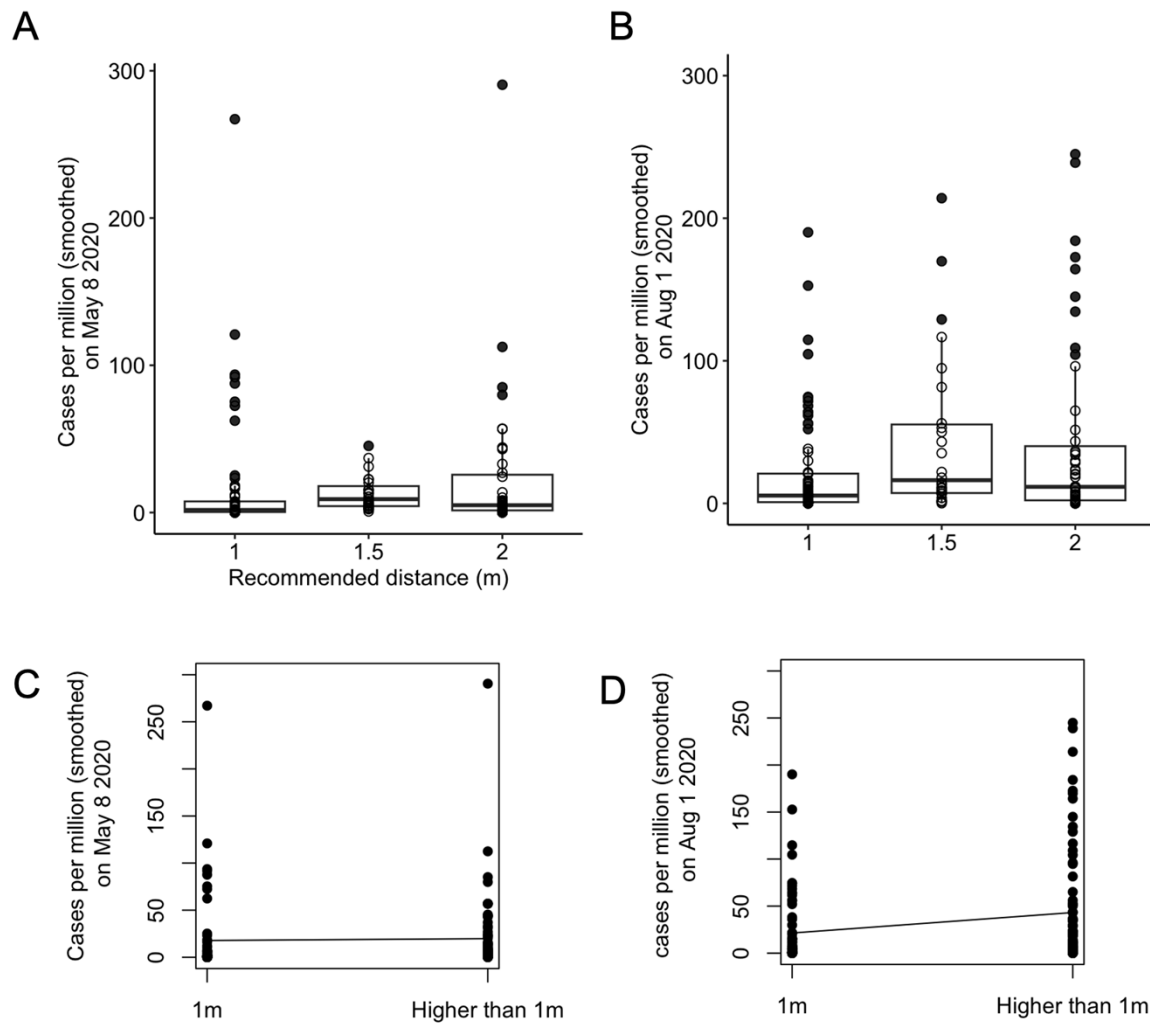 A
Cases per million (smoothed)
on May 8 2020
300
200
100
0
1
1.5
2
Recommended distance (m)
B
Cases per million (smoothed)
on Aug 1 2020
300
200
100
0
1
1.5
2
C
Cases per million (smoothed)
on May 8 2020
250
150
50
0
1m
Higher than 1m
D
cases per million (smoothed)
on Aug 1 2020
250
150
50
0
1m
Higher than 1m